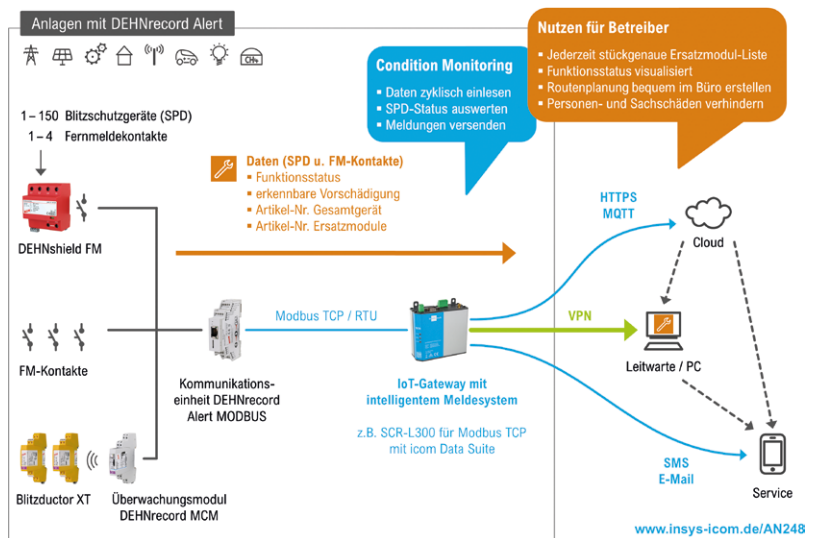 Anlagen mit DEHNrecord Alert
CH₄
Condition Monitoring
▪ Daten zyklisch einlesen
▪ SPD-Status auswerten
▪ Meldungen versenden
Nutzen für Betreiber
▪ Jederzeit stückgenaue Ersatzmodul-Liste
▪ Funktionsstatus visualisiert
▪ Routenplanung bequem im Büro erstellen
▪ Personen- und Sachschäden verhindern
1 – 150 Blitzschutzgeräte (SPD)
1 – 4 Fernmeldekontakte
Daten (SPD u. FM-Kontakte)
▪ Funktionsstatus
▪ erkennbare Vorschädigung
▪ Artikel-Nr. Gesamtgerät
▪ Artikel-Nr. Ersatzmodule
DEHNshield FM
HTTPS
MQTT
Cloud
Modbus TCP / RTU
VPN
FM-Kontakte
Kommunikations-
einheit DEHNrecord
Alert MODBUS
IoT-Gateway mit
intelligentem Meldesystem
z.B. SCR-L300 für Modbus TCP
mit icom Data Suite
Leitwarte / PC
Blitzductor XT
Überwachungsmodul
DEHNrecord MCM
SMS
E-Mail
Service
www.insys-icom.de/AN248